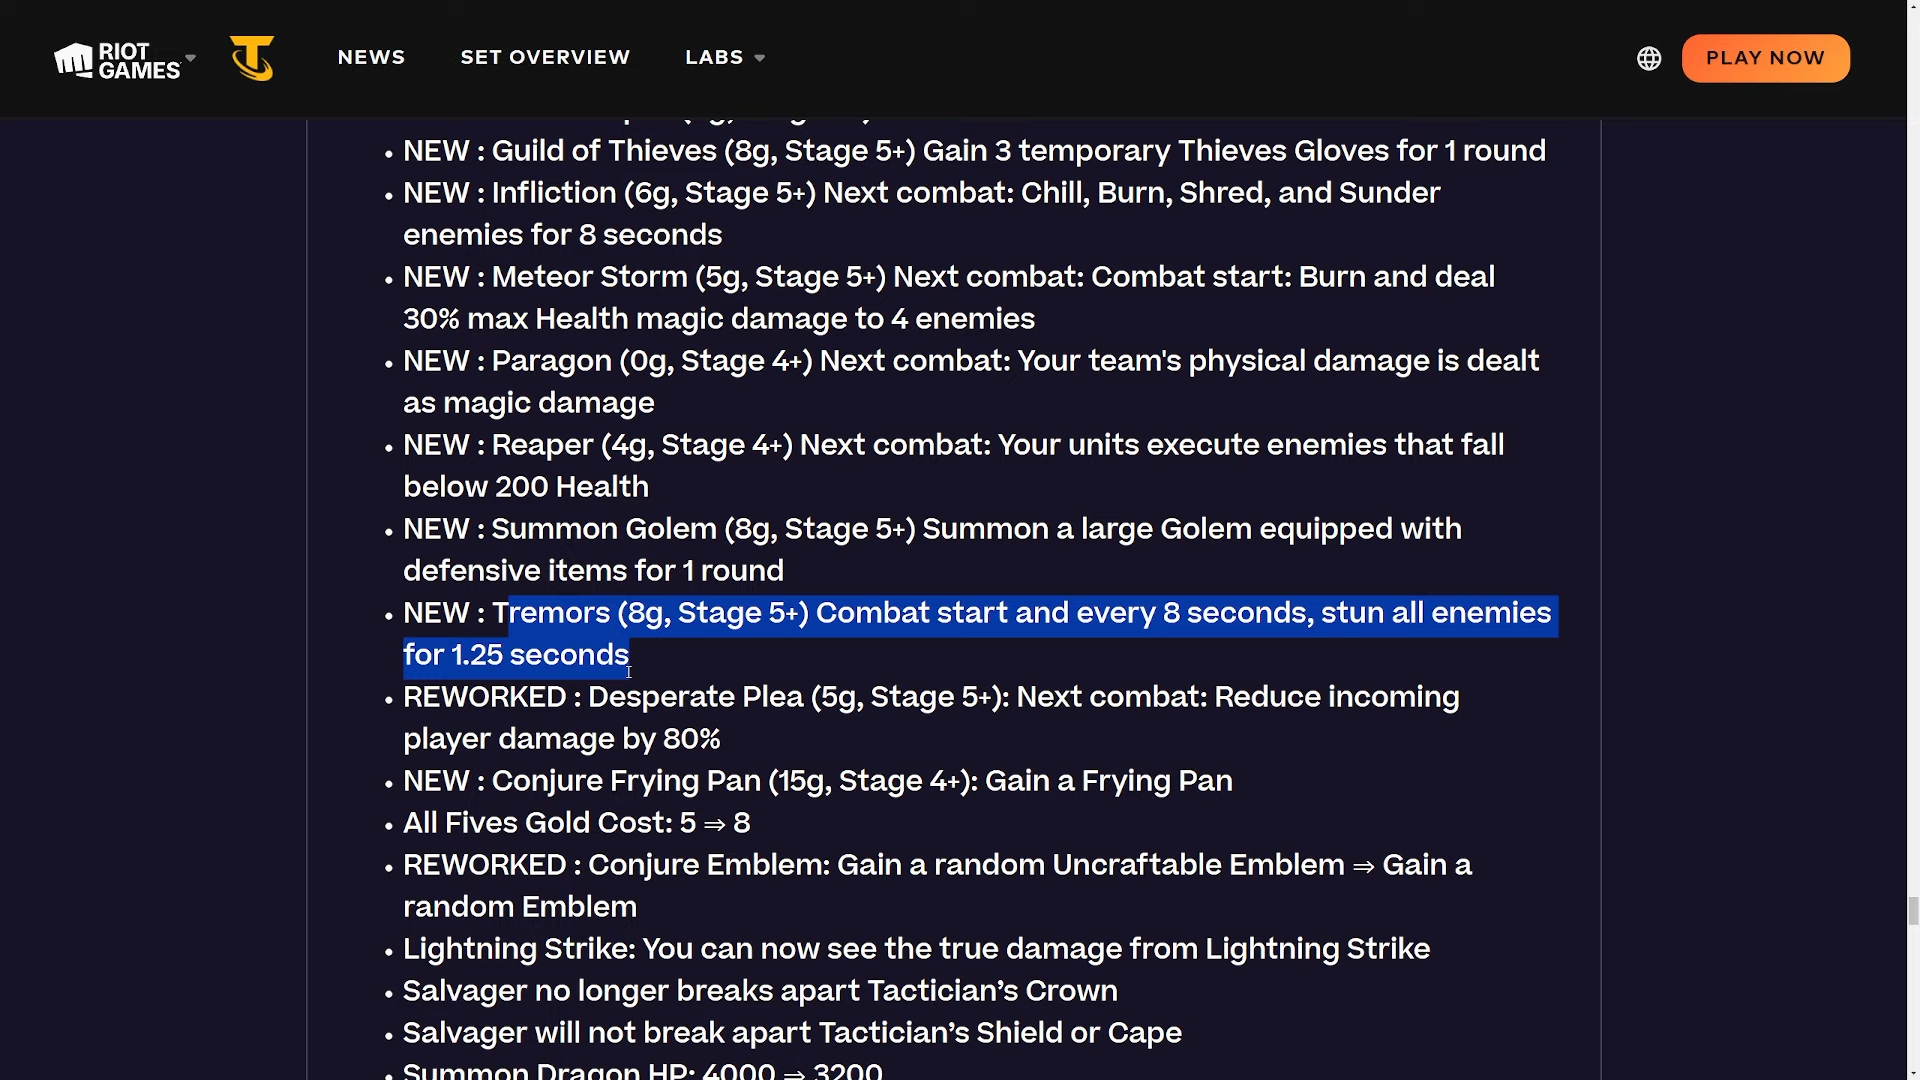 RIOT GAMES
NEWS
SET OVERVIEW
LABS
PLAY NOW
• NEW : Guild of Thieves (8g, Stage 5+) Gain 3 temporary Thieves Gloves for 1 round
• NEW : Infliction (6g, Stage 5+) Next combat: Chill, Burn, Shred, and Sunder
enemies for 8 seconds
• NEW : Meteor Storm (5g, Stage 5+) Next combat: Combat start: Burn and deal
30% max Health magic damage to 4 enemies
• NEW : Paragon (0g, Stage 4+) Next combat: Your team's physical damage is dealt
as magic damage
• NEW : Reaper (4g, Stage 4+) Next combat: Your units execute enemies that fall
below 200 Health
• NEW : Summon Golem (8g, Stage 5+) Summon a large Golem equipped with
defensive items for 1 round
• NEW : Tremors (8g, Stage 5+) Combat start and every 8 seconds, stun all enemies
for 1.25 seconds
• REWORKED : Desperate Plea (5g, Stage 5+): Next combat: Reduce incoming
player damage by 80%
• NEW : Conjure Frying Pan (15g, Stage 4+): Gain a Frying Pan
• All Fives Gold Cost: 5 ⇒ 8
• REWORKED : Conjure Emblem: Gain a random Uncraftable Emblem ⇒ Gain a
random Emblem
• Lightning Strike: You can now see the true damage from Lightning Strike
• Salvager no longer breaks apart Tactician’s Crown
• Salvager will not break apart Tactician’s Shield or Cape
• Summon Dragon HP: 4000 ⇒ 3200